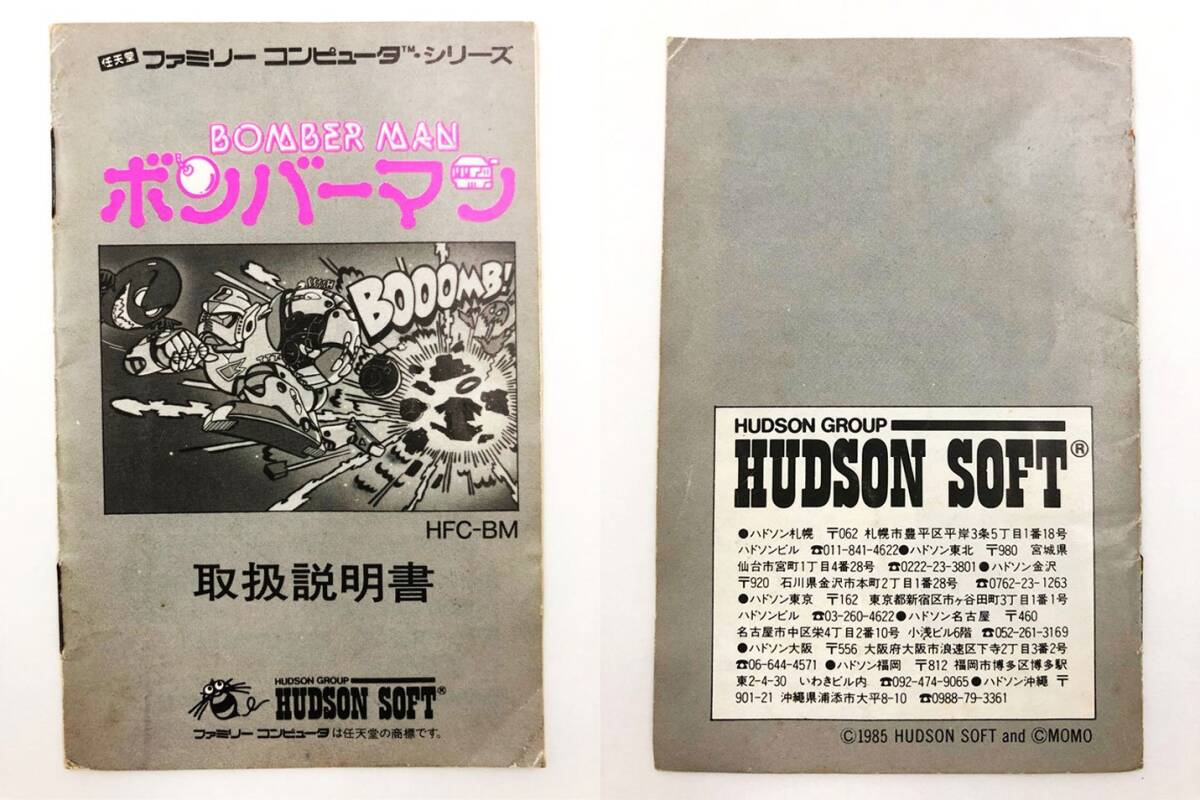 任天堂 ファミリー コンピュータ™・シリーズ
BOMBER MAN
ボンバーマン
BOOOMB!
HFC-BM
取扱説明書
HUDSON GROUP
HUDSON SOFT®
ファミリー コンピュータは任天堂の商標です。
HUDSON GROUP
HUDSON SOFT®
●ハドソン札幌 〒062 札幌市豊平区平岸3条5丁目1番18号
ハドソンビル ☎011-841-4622●ハドソン東北 〒980 宮城県
仙台市宮町1丁目4番28号 ☎0222-23-3801●ハドソン金沢
〒920 石川県金沢市本町2丁目1番28号 ☎0762-23-1263
●ハドソン東京 〒162 東京都新宿区市ヶ谷田町3丁目1番1号
ハドソンビル ☎03-260-4622●ハドソン名古屋 〒460
名古屋市中区栄4丁目2番10号 小浅ビル6階 ☎052-261-3169
●ハドソン大阪 〒556 大阪府大阪市浪速区下寺2丁目3番2号
☎06-644-4571 ●ハドソン福岡 〒812 福岡市博多区博多駅
東2-4-30 いわきビル内 ☎092-474-9065●ハドソン沖縄 〒
901-21 沖縄県浦添市大平8-10 ☎0988-79-3361
©1985 HUDSON SOFT and ©MOMO